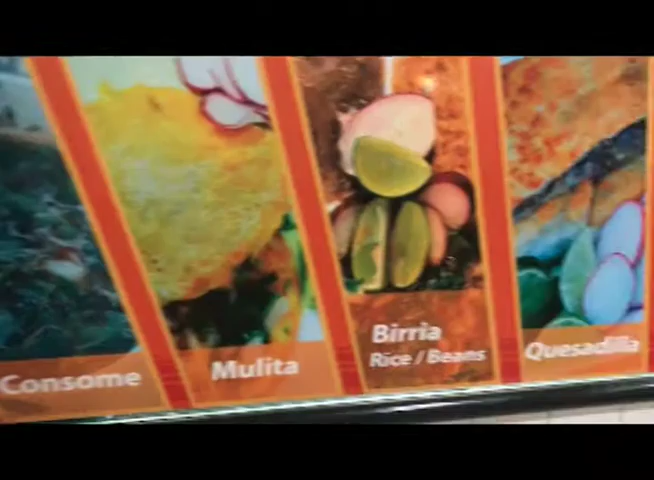 Consome
Mulita
Birria
Rice / Beans
Quesadilla